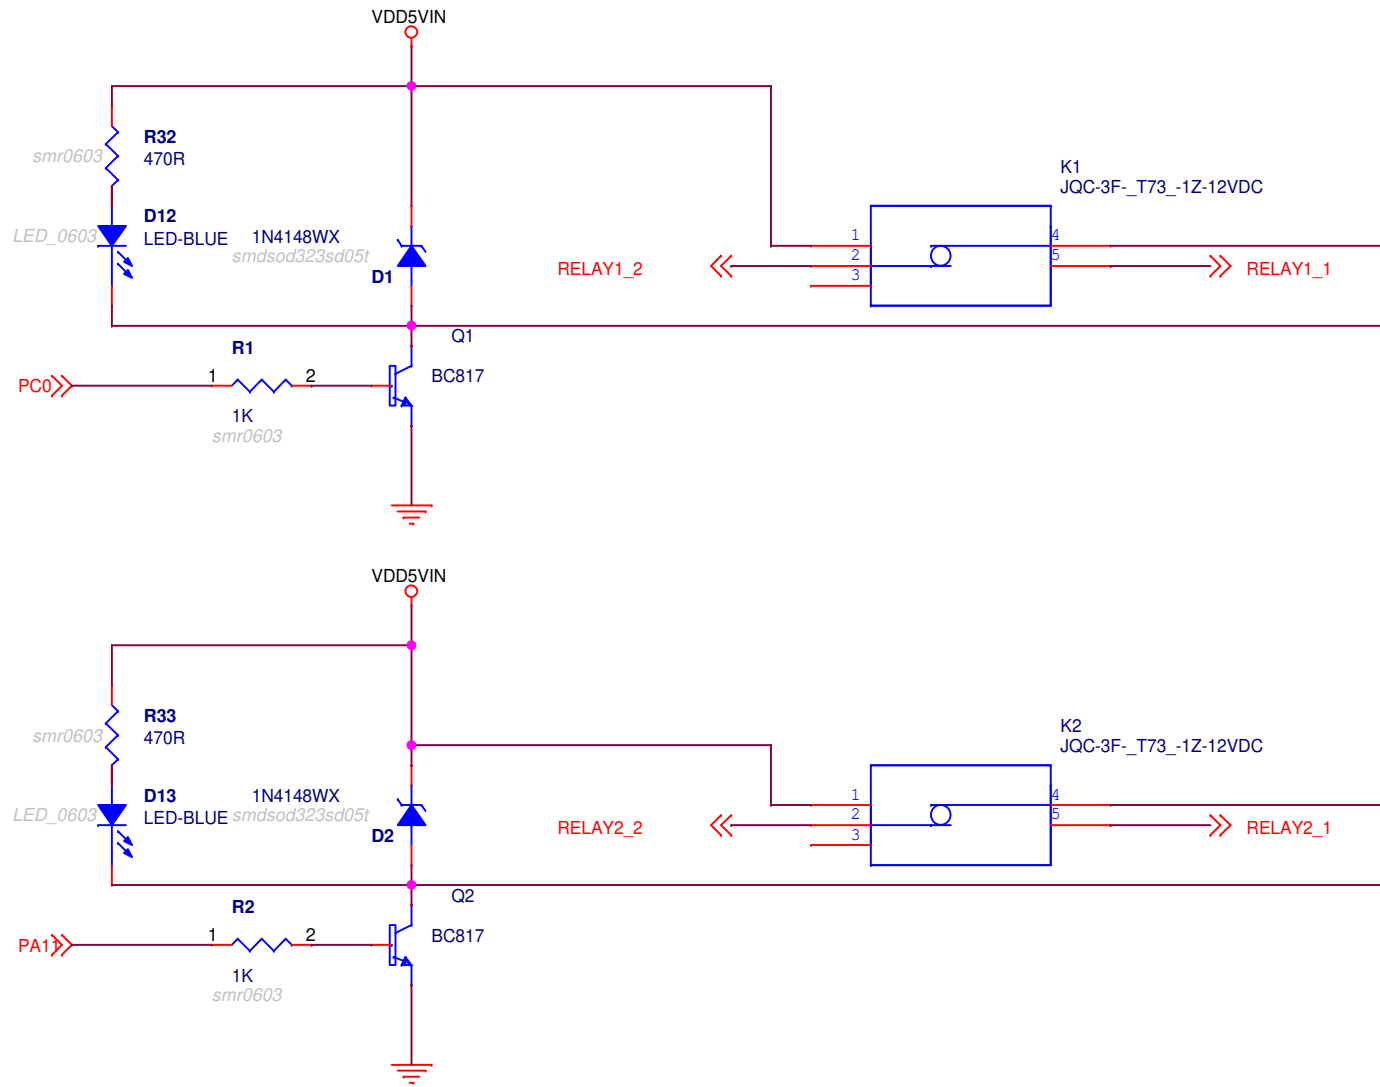 VDD5VIN
R32
smr0603
470R
K1
JQC-3F-_T73_-1Z-12VDC
D12
LED_0603
LED-BLUE
1N4148WX
smdsod323sd05t
D1
1
2
3
4
5
RELAY1_2
RELAY1_1
Q1
R1
BC817
PC0
1
2
1K
smr0603
VDD5VIN
R33
smr0603
470R
K2
JQC-3F-_T73_-1Z-12VDC
D13
LED_0603
LED-BLUE
1N4148WX
smdsod323sd05t
D2
1
2
3
4
5
RELAY2_2
RELAY2_1
Q2
R2
BC817
PA11
1
2
1K
smr0603